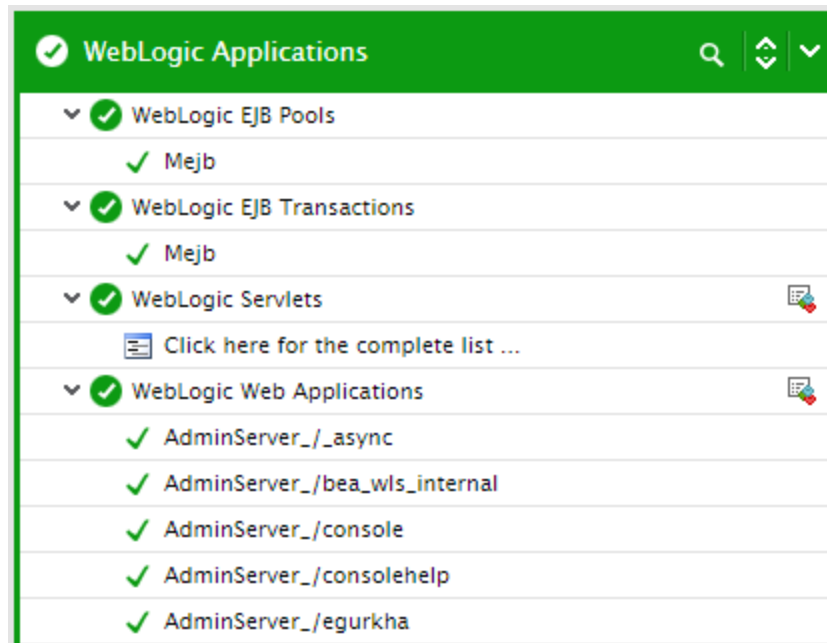 WebLogic Applications
WebLogic EJB Pools
Mejb
WebLogic EJB Transactions
Mejb
WebLogic Servlets
Click here for the complete list ...
WebLogic Web Applications
AdminServer_/_async
AdminServer_/bea_wls_internal
AdminServer_/console
AdminServer_/consolehelp
AdminServer_/egurkha